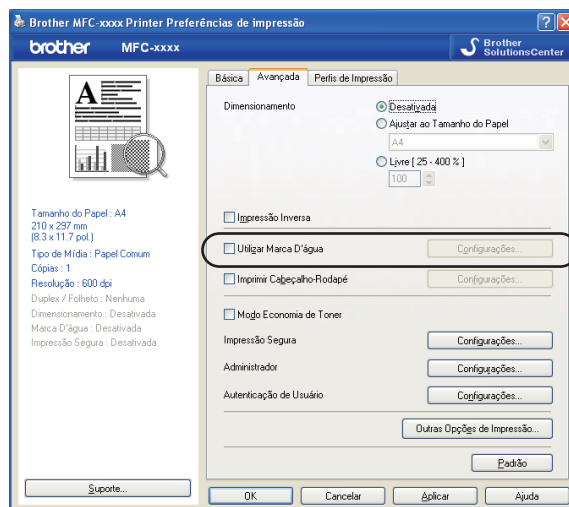 Brother MFC-xxxx Printer Preferências de impressão
brother MFC-xxxx
Brother
SolutionsCenter
Básica Avançada Perfis de Impressão
Dimensionamento
Desativada
Ajustar ao Tamanho do Papel
A4
Livre [ 25 - 400 % ]
100
Impressão Inversa
Utilizar Marca D'água Configurações...
Imprimir Cabeçalho-Rodapé Configurações...
Modo Economia de Toner
Impressão Segura Configurações...
Administrador Configurações...
Autenticação de Usuário Configurações...
Outras Opções de Impressão...
Padrão
A
Tamanho do Papel : A4
210 x 297 mm
(8.3 x 11.7 pol.)
Tipo de Mídia : Papel Comum
Cópias : 1
Resolução : 600 dpi
Duplex / Folheto : Nenhuma
Dimensionamento : Desativada
Marca D'água : Desativada
Impressão Segura : Desativada
Suporte...
OK Cancelar Aplicar Ajuda